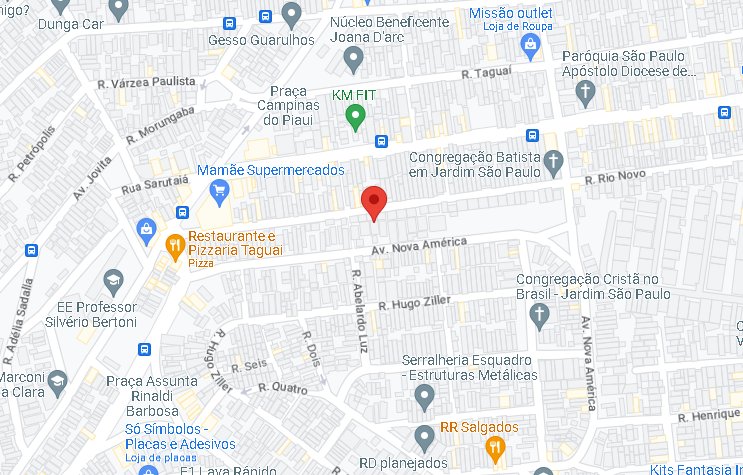 migo?
Dunga Car
Gesso Guarulhos
Núcleo Beneficente
Joana D'arc
Missão outlet
Loja de Roupa
Paróquia São Paulo
Apóstolo Diocese de...
R. Taguaí
R. Várzea Paulista
Praça
Campinas
do Piaui
KM FIT
R. Morungaba
R. Petrópolis
Av. Jovita
Rua Sarutaiá
Mamãe Supermercados
Congregação Batista
em Jardim São Paulo
R. Rio Novo
Restaurante e
Pizzaria Taguai
Pizza
Av. Nova América
EE Professor
Silvério Bertoni
R. Adélia Sadalia
R. Abelardo Luz
R. Hugo Ziller
Congregação Cristã no
Brasil - Jardim São Paulo
R. Hugo Ziller
R. Dois
R. Seis
R. Quatro
Av. Nova América
Serralheria Esquadro
- Estruturas Metálicas
Marconi
a Clara
Praça Assunta
Rinaldi
Barbosa
R. Henrique
Só Símbolos -
Placas e Adesivos
Loja de placas
RR Salgados
RD planejados
F1 Lava Rápido
Kits Fantasia In